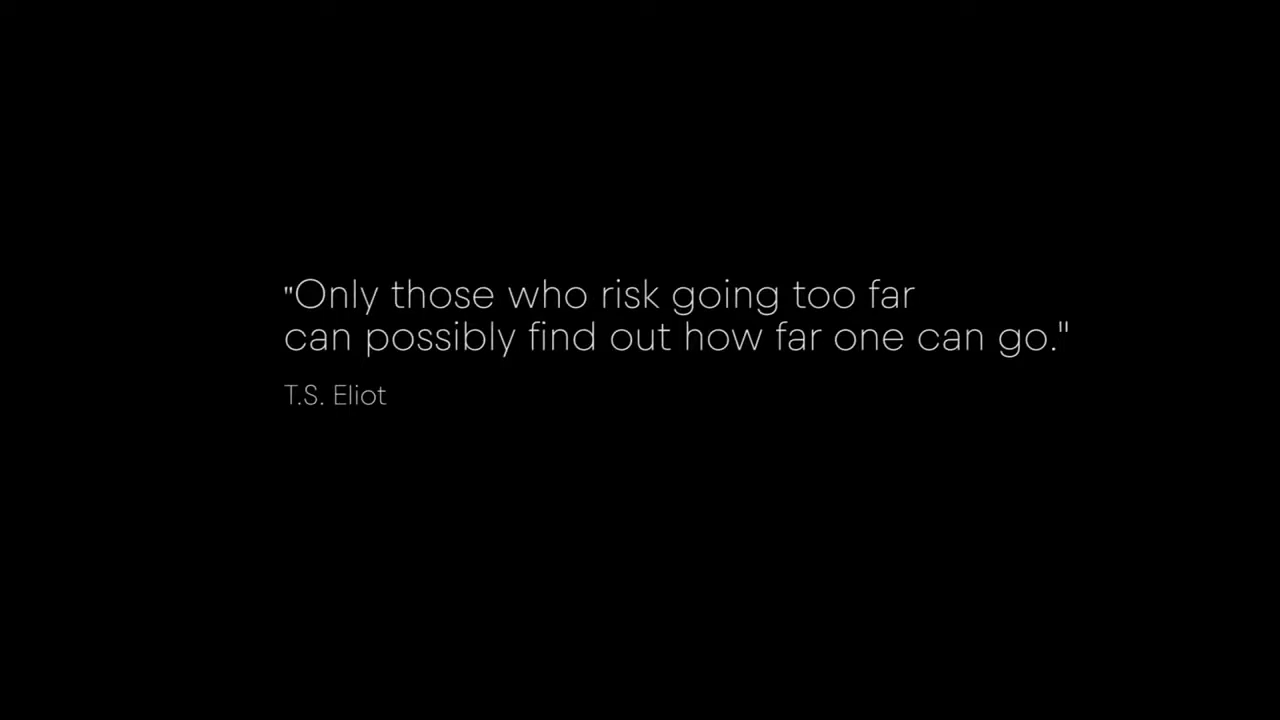 "Only those who risk going too far
can possibly find out how far one can go."
T.S. Eliot